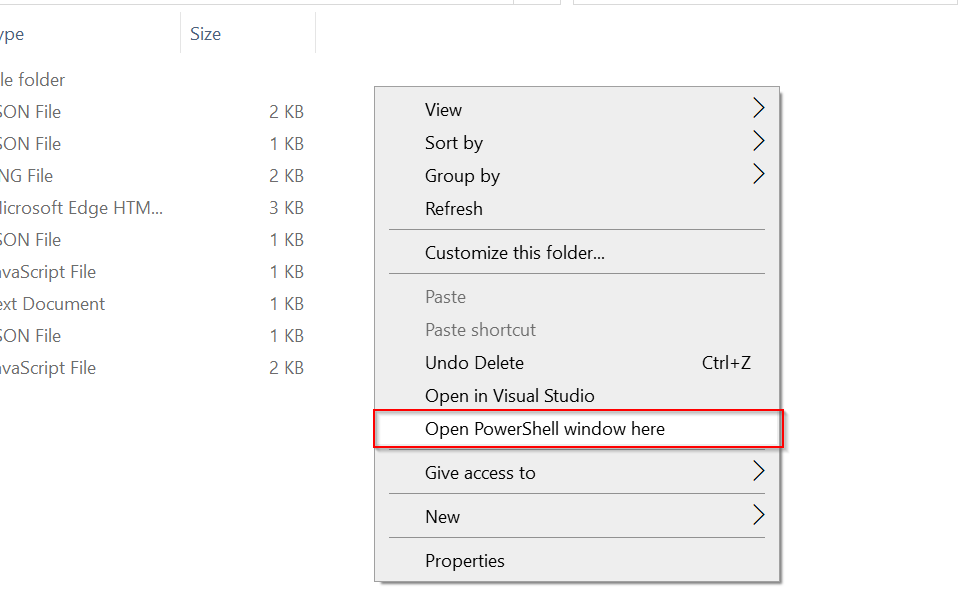 ype Size
le folder
SON File 2 KB
SON File 1 KB
NG File 2 KB
licrosoft Edge HTM... 3 KB
SON File 1 KB
avaScript File 1 KB
ext Document 1 KB
SON File 1 KB
avaScript File 2 KB
View
Sort by
Group by
Refresh
Customize this folder...
Paste
Paste shortcut
Undo Delete Ctrl+Z
Open in Visual Studio
Open PowerShell window here
Give access to
New
Properties